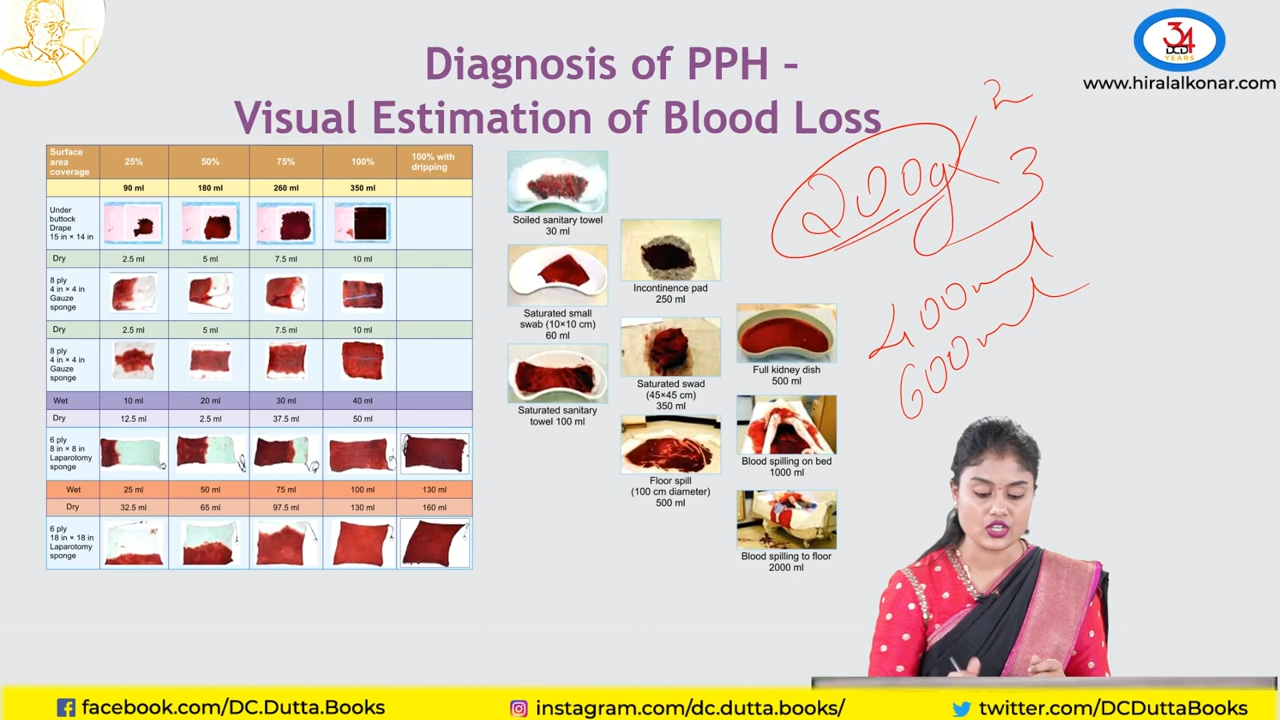 34
DCD
YEARS
www.hiralalkonar.com
Diagnosis of PPH -
Visual Estimation of Blood Loss
Surface area coverage 25% 50% 75% 100% 100% with dripping
90 ml 180 ml 260 ml 350 ml
Under buttock Drape 15 in × 14 in
Dry 2.5 ml 5 ml 7.5 ml 10 ml
8 ply 4 in × 4 in Gauze sponge
Dry 2.5 ml 5 ml 7.5 ml 10 ml
8 ply 4 in × 4 in Gauze sponge
Wet 10 ml 20 ml 30 ml 40 ml
Dry 12.5 ml 2.5 ml 37.5 ml 50 ml
6 ply 8 in × 8 in Laparotomy sponge
Wet 25 ml 50 ml 75 ml 100 ml 130 ml
Dry 32.5 ml 65 ml 97.5 ml 130 ml 160 ml
6 ply 18 in × 18 in Laparotomy sponge
Soiled sanitary towel
30 ml
Saturated small
swab (10×10 cm)
60 ml
Saturated sanitary
towel 100 ml
Incontinence pad
250 ml
Saturated swad
(45×45 cm)
350 ml
Floor spill
(100 cm diameter)
500 ml
Full kidney dish
500 ml
Blood spilling on bed
1000 ml
Blood spilling to floor
2000 ml
200g × 2
3
400ml
600ml
facebook.com/DC.Dutta.Books
instagram.com/dc.dutta.books/
twitter.com/DCDuttaBooks